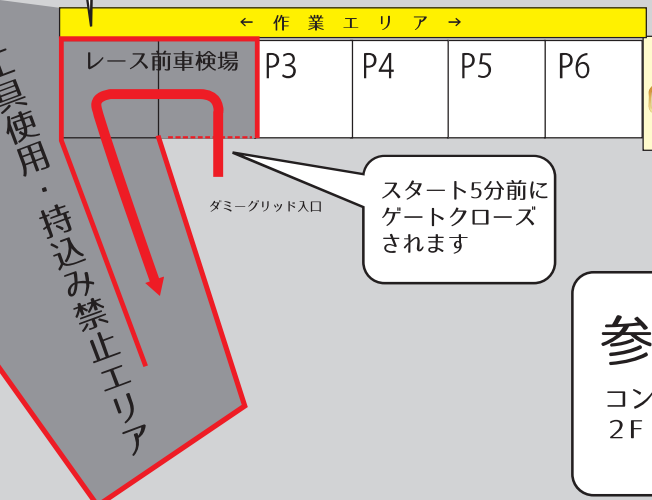 ← 作業エリア →
レース前車検場
P3
P4
P5
P6
工具使用・持込み禁止エリア
ダミーグリッド入口
スタート5分前に
ゲートクローズ
されます
参
コン
2F